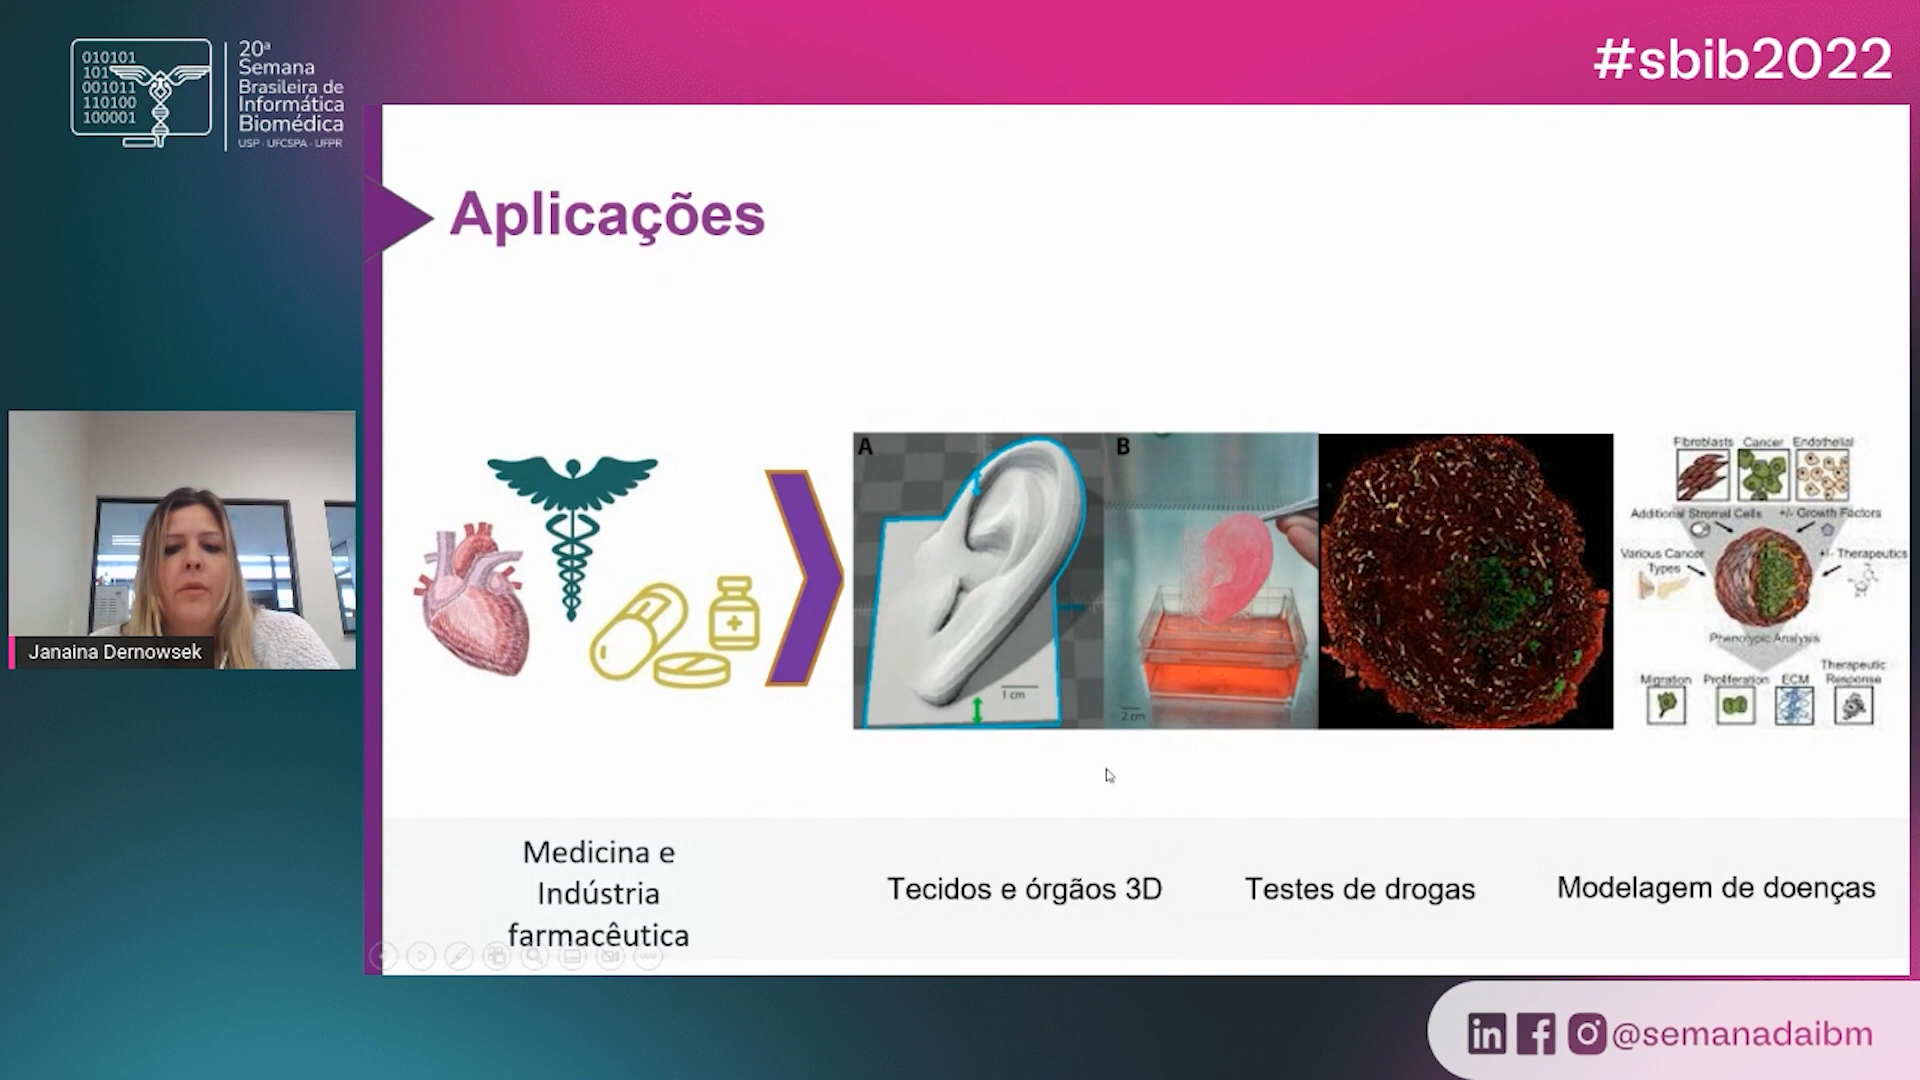 010101
101
001011
110100
100001
20ª
Semana
Brasileira de
Informática
Biomédica
USP · UFCSPA · UFPR
#sbib2022
Aplicações
Janaina Dernowsek
A
1 cm
B
2 cm
Fibroblasts Cancer Endothelial
Additional Stromal Cells +/- Growth Factors
Various Cancer
Types
+/- Therapeutics
Phenotypic Analysis
Migration Proliferation ECM Therapeutic
Response
Medicina e
Indústria
farmacêutica
Tecidos e órgãos 3D
Testes de drogas
Modelagem de doenças
in f @semanadaibm